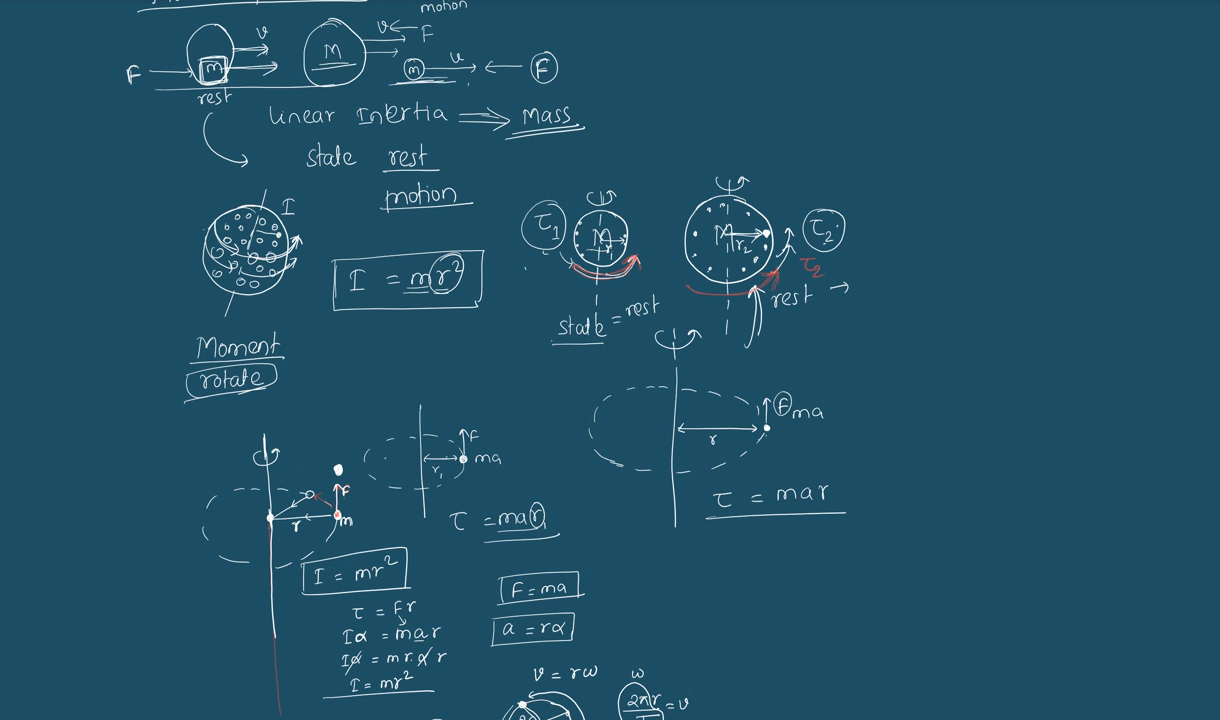 motion
v
M
v
F
F
m
m
v
F
rest
Linear Inertia ⟹ Mass
State rest
motion
I
I = mr²
τ₁
M
r₁
M
r₂
τ₂
τ₂
State = rest
rest →
Moment
rotate
F
ma
r₁
F
ma
r
F
r
m
τ = mar
τ = mar
I = mr²
F = ma
τ = Fr
a = rα
Iα = mar
Iα = mr.α r
I = mr²
v = rω
ω
2πr = v